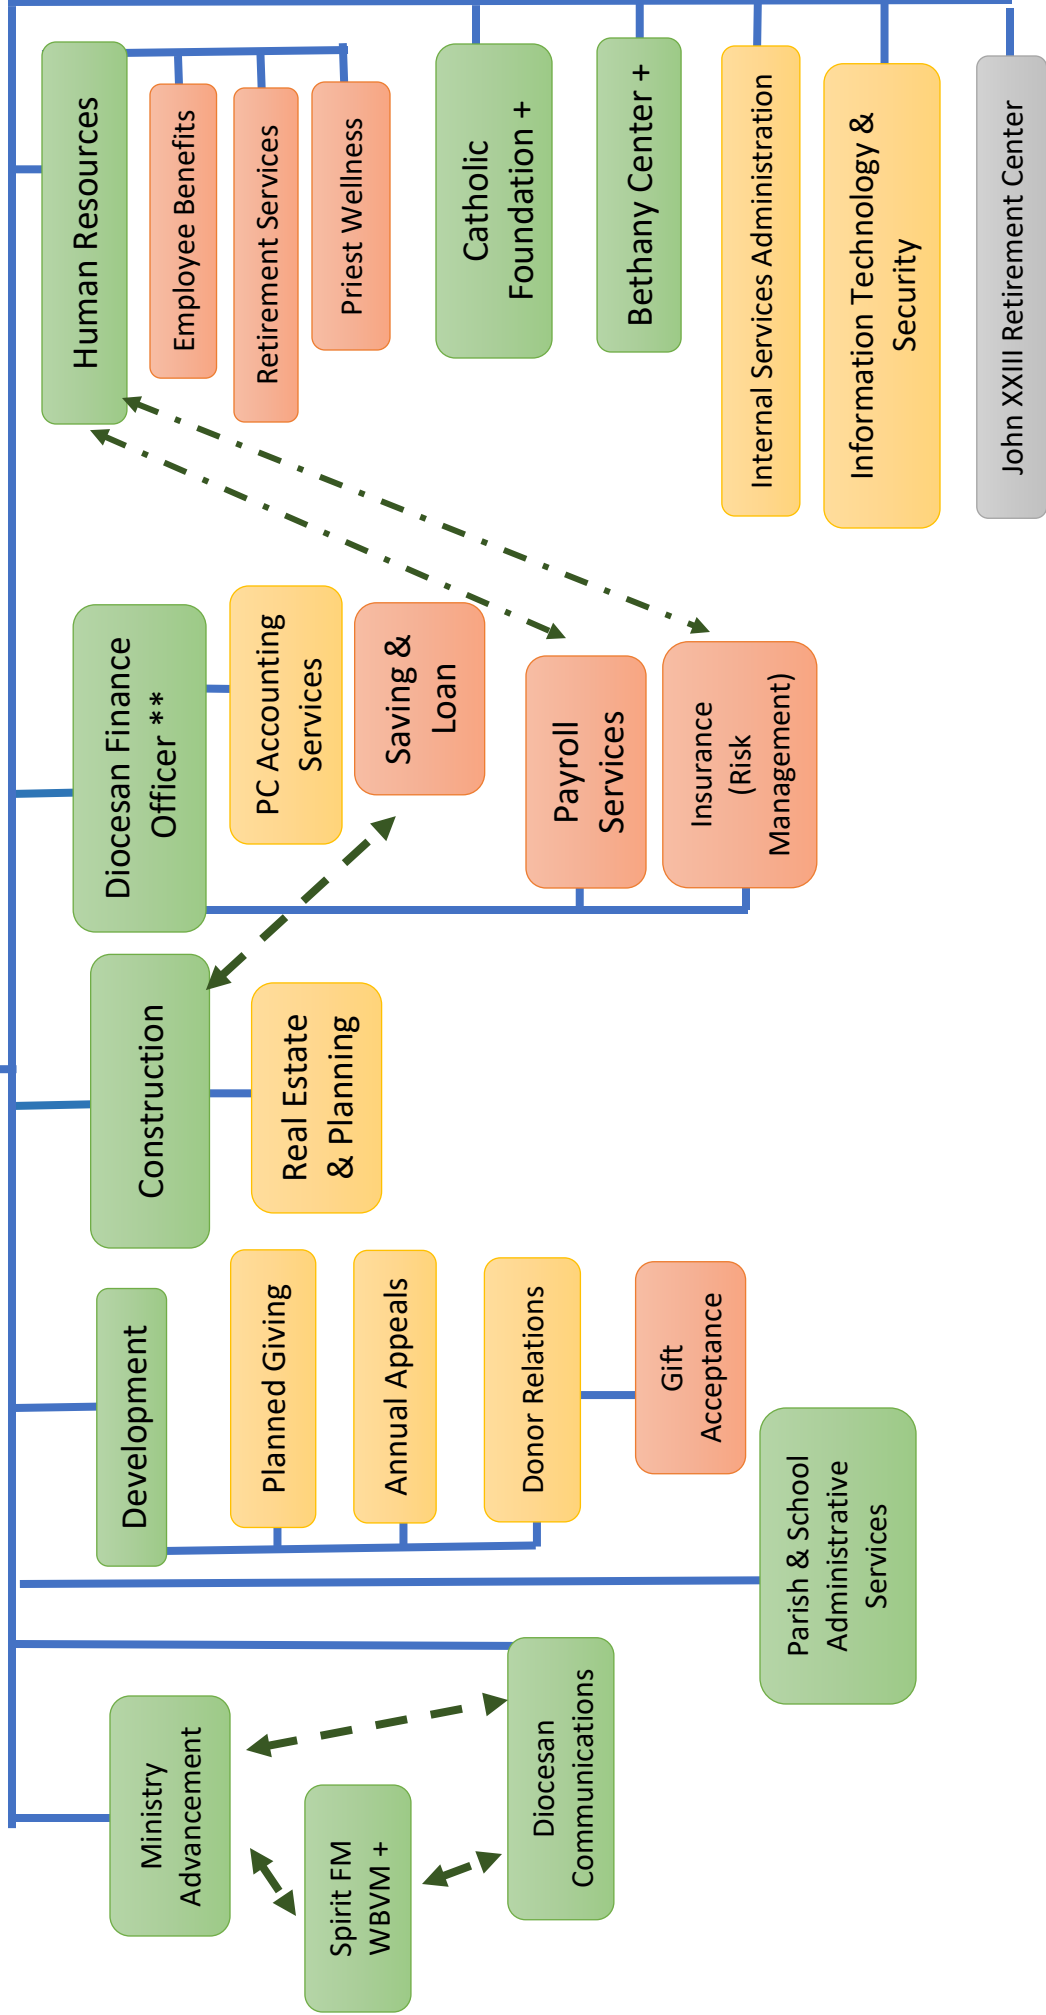 Ministry
Advancement
Spirit FM
WBVM +
Diocesan
Communications
Parish & School
Administrative
Services
Development
Planned Giving
Annual Appeals
Donor Relations
Gift
Acceptance
Construction
Real Estate
& Planning
Diocesan Finance
Officer **
PC Accounting
Services
Saving &
Loan
Payroll
Services
Insurance
(Risk
Management)
Human Resources
Employee Benefits
Retirement Services
Priest Wellness
Catholic
Foundation +
Bethany Center +
Internal Services Administration
Information Technology &
Security
John XXIII Retirement Center